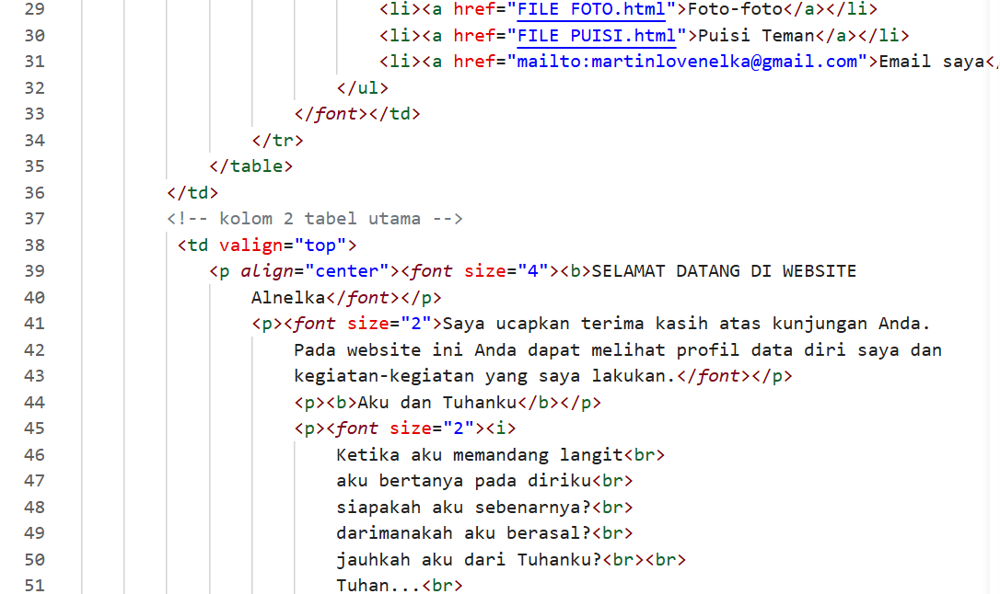 29 <li><a href="FILE FOTO.html">Foto-foto</a></li>
30 <li><a href="FILE PUISI.html">Puisi Teman</a></li>
31 <li><a href="mailto:martinlovenelka@gmail.com">Email saya</
32 </ul>
33 </font></td>
34 </tr>
35 </table>
36 </td>
37 <!-- kolom 2 tabel utama -->
38 <td valign="top">
39 <p align="center"><font size="4"><b>SELAMAT DATANG DI WEBSITE
40 Alnelka</font></p>
41 <p><font size="2">Saya ucapkan terima kasih atas kunjungan Anda.
42 Pada website ini Anda dapat melihat profil data diri saya dan
43 kegiatan-kegiatan yang saya lakukan.</font></p>
44 <p><b>Aku dan Tuhanku</b></p>
45 <p><font size="2"><i>
46 Ketika aku memandang langit<br>
47 aku bertanya pada diriku<br>
48 siapakah aku sebenarnya?<br>
49 darimanakah aku berasal?<br>
50 jauhkah aku dari Tuhanku?<br><br>
51 Tuhan...<br>